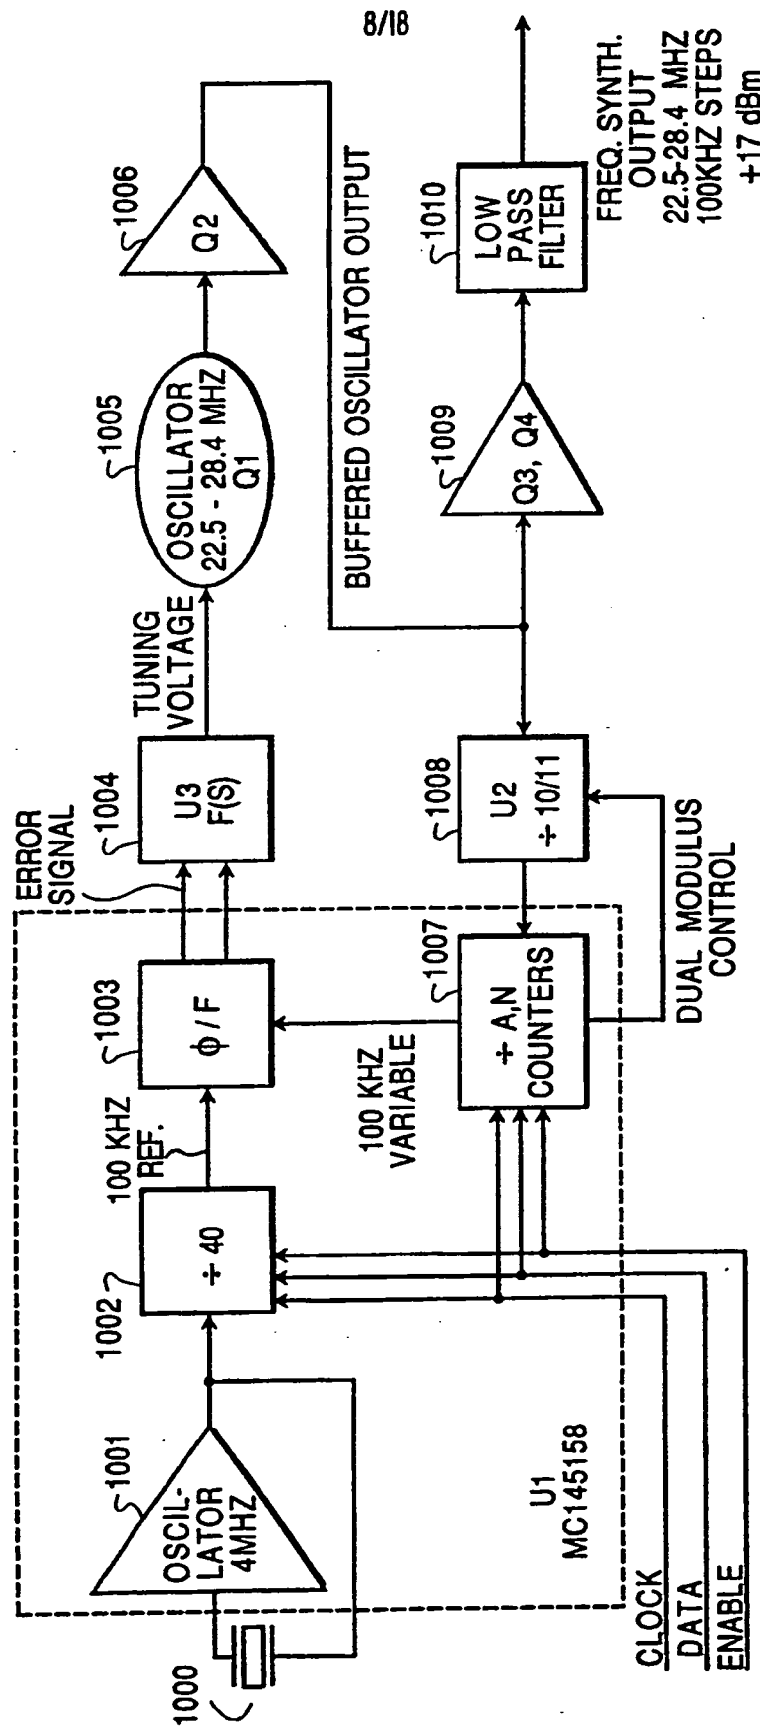 8/18
1000
1001
OSCIL-
LATOR
4MHZ
1002
÷ 40
100 KHZ
REF.
1003
ϕ / F
ERROR
SIGNAL
1004
U3
F(S)
TUNING
VOLTAGE
1005
OSCILLATOR
22.5 - 28.4 MHZ
Q1
1006
Q2
BUFFERED OSCILLATOR OUTPUT
U1
MC145158
100 KHZ
VARIABLE
1007
÷ A,N
COUNTERS
1008
U2
÷ 10/11
1009
Q3, Q4
1010
LOW
PASS
FILTER
FREQ. SYNTH.
OUTPUT
22.5-28.4 MHZ
100KHZ STEPS
+17 dBm
DUAL MODULUS
CONTROL
CLOCK
DATA
ENABLE